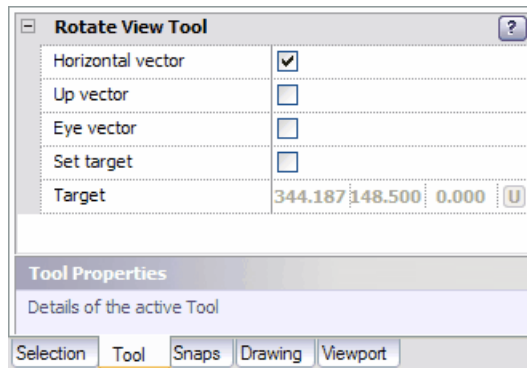 Rotate View Tool ?
Horizontal vector
Up vector
Eye vector
Set target
Target 344.187 148.500 0.000 U
Tool Properties
Details of the active Tool
Selection Tool Snaps Drawing Viewport